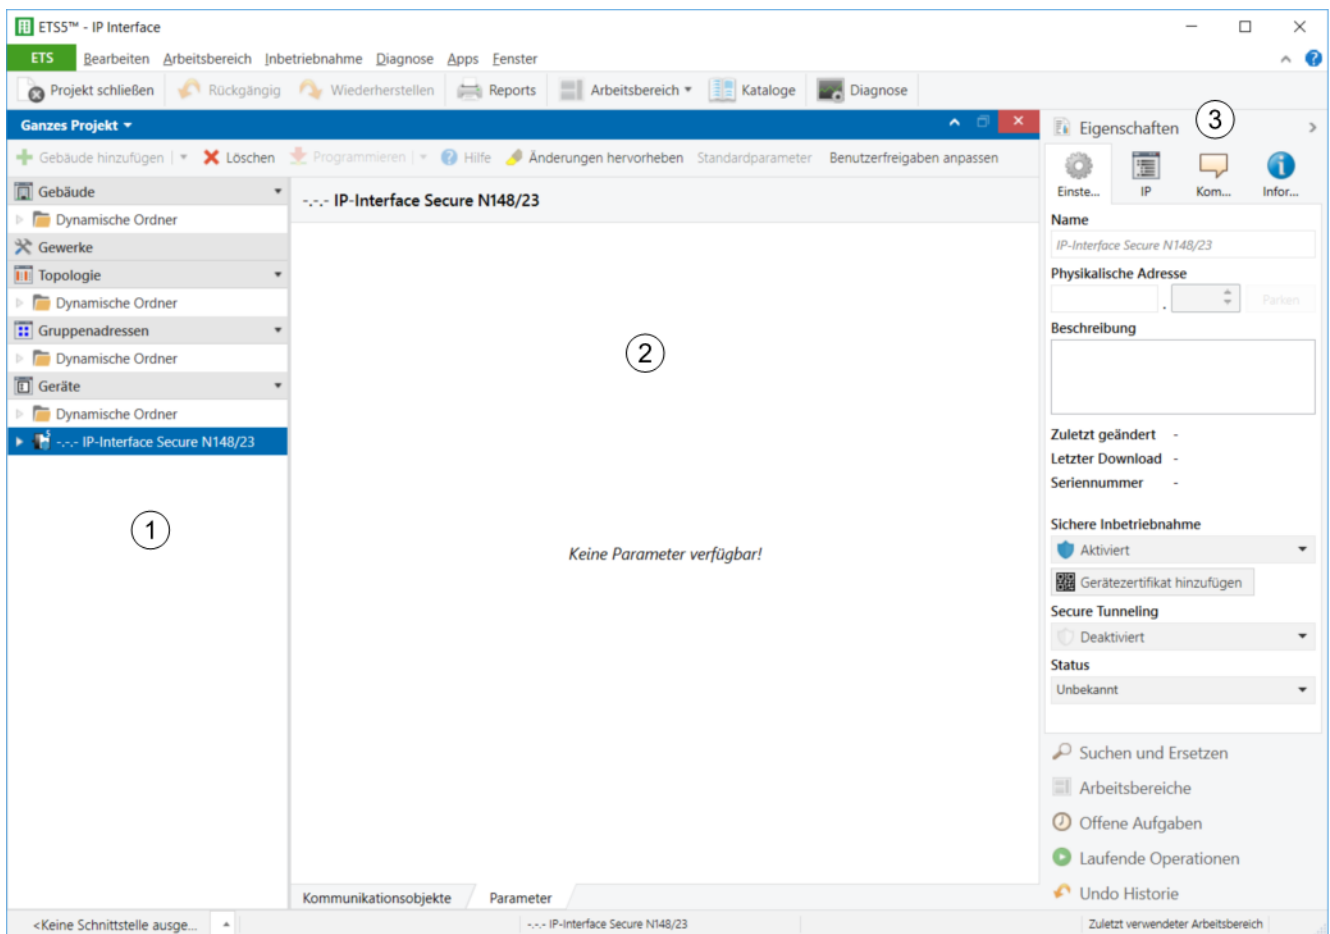 ETS5™ - IP Interface
ETS Bearbeiten Arbeitsbereich Inbetriebnahme Diagnose Apps Fenster
Projekt schließen Rückgängig Wiederherstellen Reports Arbeitsbereich Kataloge Diagnose
Ganzes Projekt
Gebäude hinzufügen Löschen Programmieren Hilfe Änderungen hervorheben Standardparameter Benutzerfreigaben anpassen
Gebäude
Dynamische Ordner
Gewerke
Topologie
Dynamische Ordner
Gruppenadressen
Dynamische Ordner
Geräte
Dynamische Ordner
-.-.- IP-Interface Secure N148/23
1
-.-.- IP-Interface Secure N148/23
2
Keine Parameter verfügbar!
Kommunikationsobjekte Parameter
Eigenschaften
3
Einste... IP Kom... Infor...
Name
IP-Interface Secure N148/23
Physikalische Adresse
. Parken
Beschreibung
Zuletzt geändert -
Letzter Download -
Seriennummer -
Sichere Inbetriebnahme
Aktiviert
Gerätezertifikat hinzufügen
Secure Tunneling
Deaktiviert
Status
Unbekannt
Suchen und Ersetzen
Arbeitsbereiche
Offene Aufgaben
Laufende Operationen
Undo Historie
<Keine Schnittstelle ausge... -.-.- IP-Interface Secure N148/23 Zuletzt verwendeter Arbeitsbereich